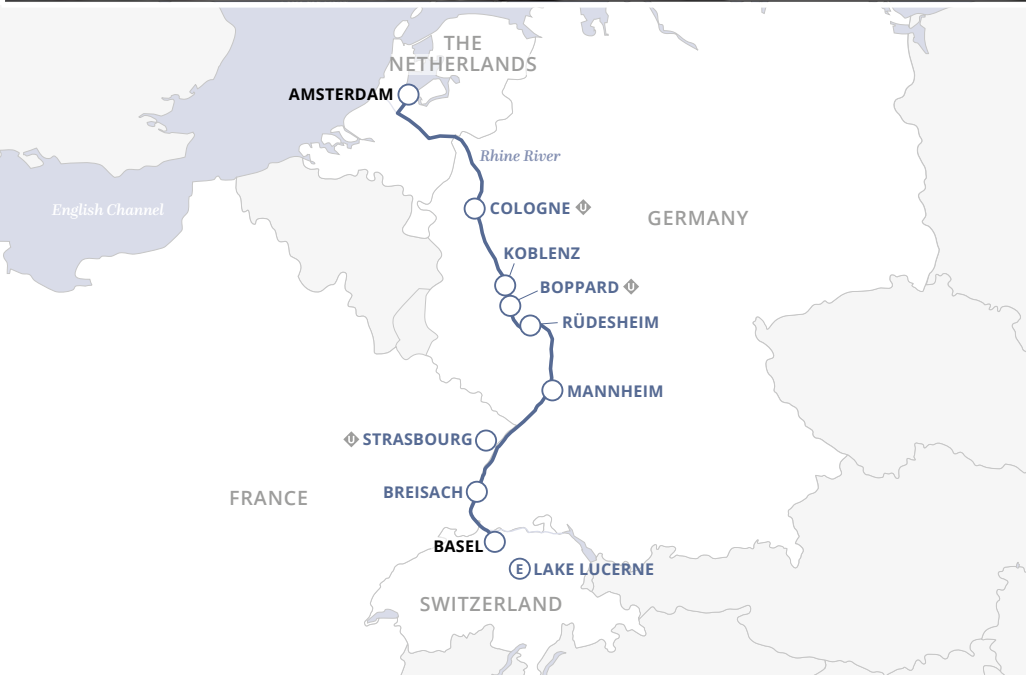 THE
NETHERLANDS
AMSTERDAM
Rhine River
English Channel
COLOGNE U
GERMANY
KOBLENZ
BOPPARD U
RÜDESHEIM
MANNHEIM
U STRASBOURG
BREISACH
FRANCE
BASEL
E LAKE LUCERNE
SWITZERLAND